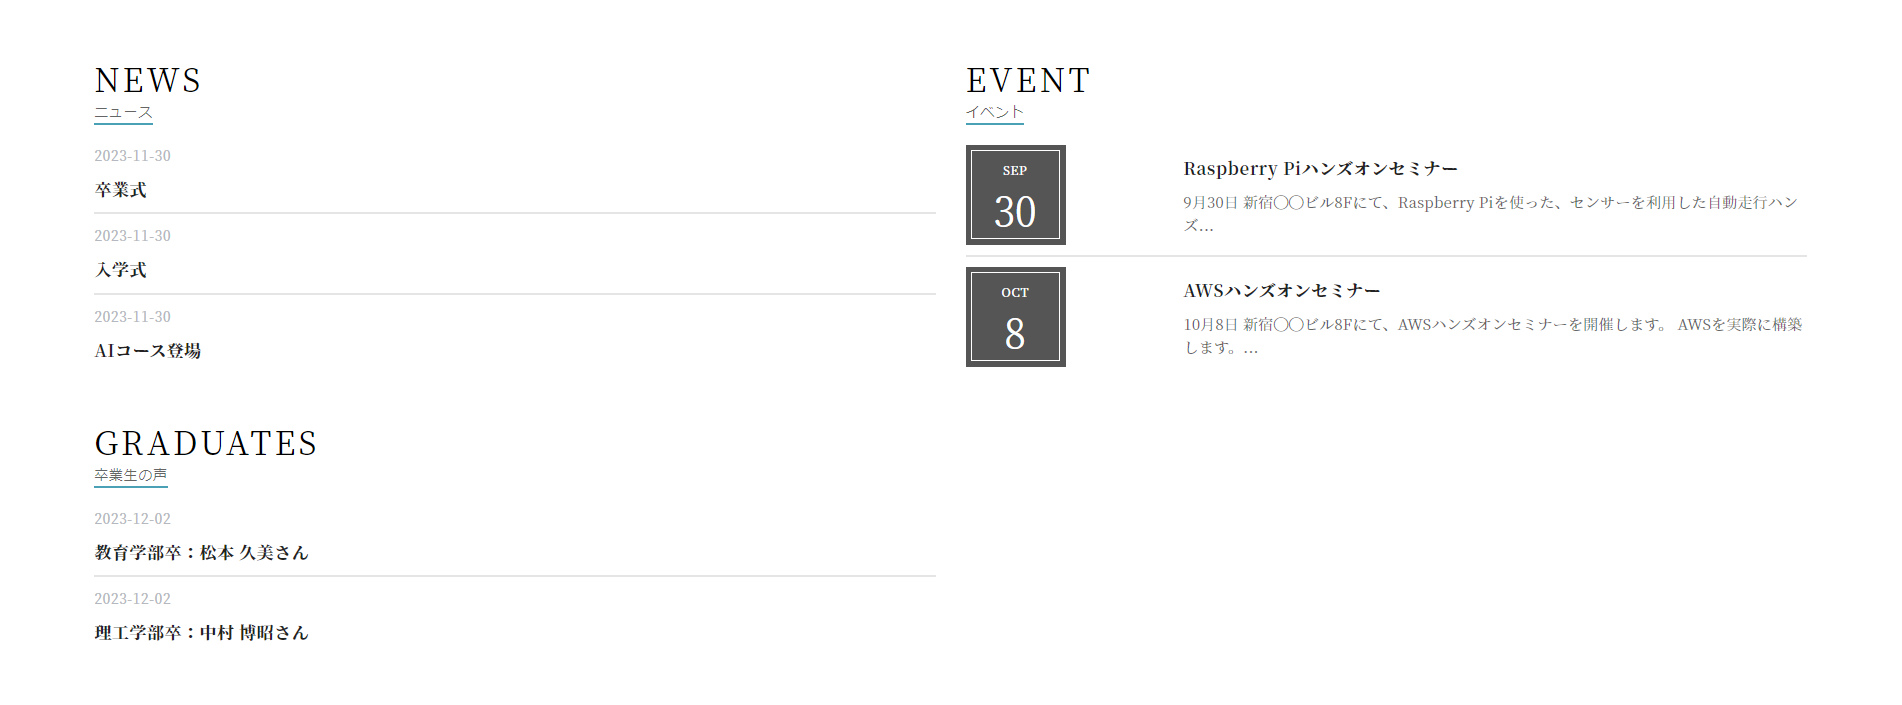 NEWS
ニュース
2023-11-30
卒業式
2023-11-30
入学式
2023-11-30
AIコース登場
EVENT
イベント
SEP
30
Raspberry Piハンズオンセミナー
9月30日 新宿◯◯ビル8Fにて、Raspberry Piを使った、センサーを利用した自動走行ハン
ズ...
OCT
8
AWSハンズオンセミナー
10月8日 新宿◯◯ビル8Fにて、AWSハンズオンセミナーを開催します。 AWSを実際に構築
します。...
GRADUATES
卒業生の声
2023-12-02
教育学部卒：松本 久美さん
2023-12-02
理工学部卒：中村 博昭さん